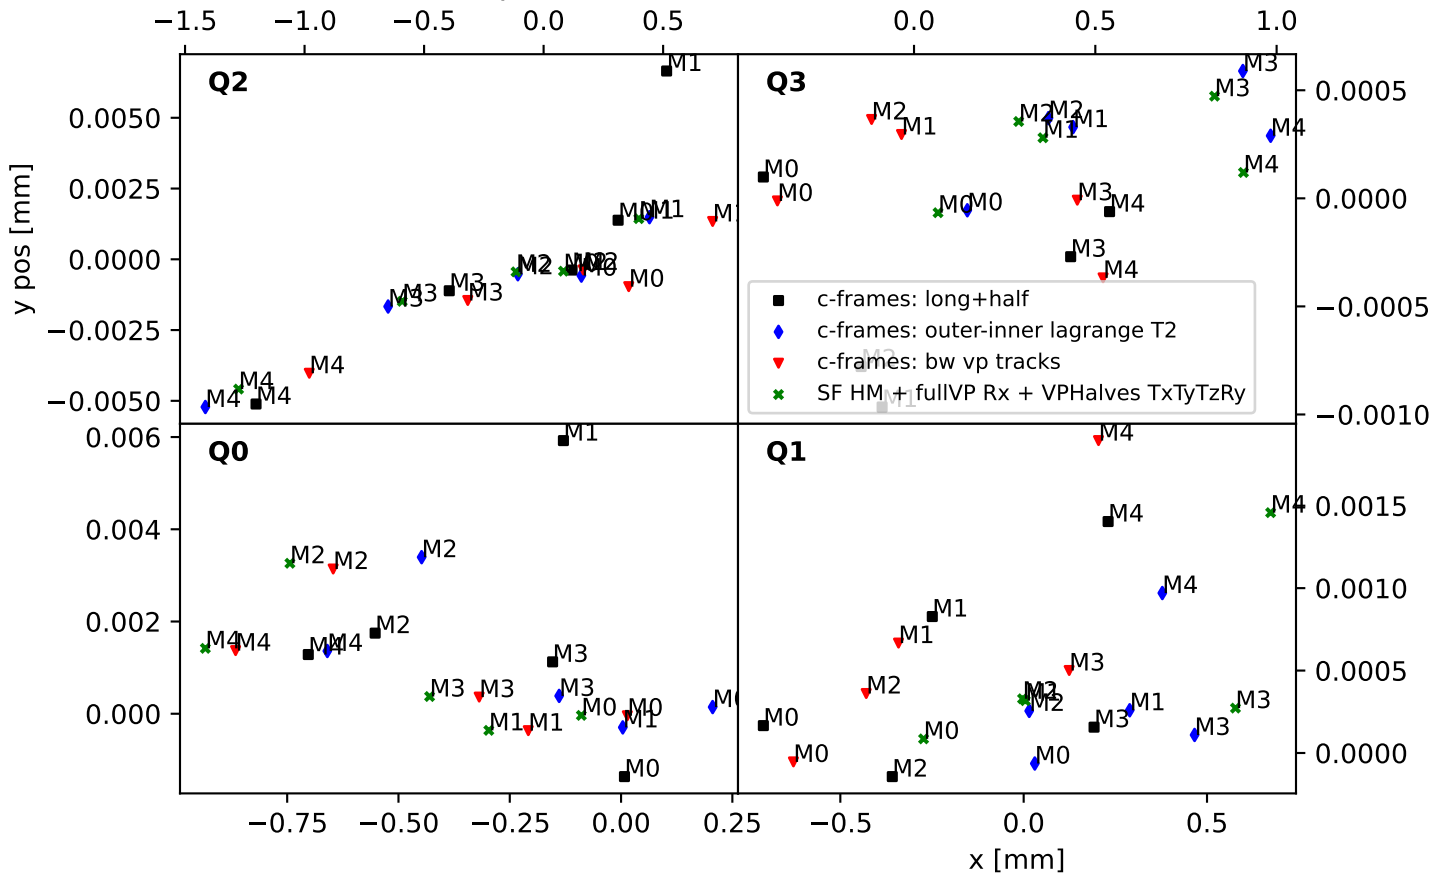 −1.5 −1.0 −0.5 0.0 0.5
0.0 0.5 1.0
Q2
M1
0.0050
0.0025
0.0000
−0.0025
−0.0050
y pos [mm]
M0 M1 M1
M2 M2 M0 M0
M3 M3 M3 M3
M4 M4 M4 M4
Q3
M3
M3
0.0005
M2 M1 M2 M2 M1 M1
M4
M4
M0
M0
M0 M0
M3 M4
0.0000
M3
M4
−0.0005
−0.0010
c-frames: long+half
c-frames: outer-inner lagrange T2
c-frames: bw vp tracks
SF HM + fullVP Rx + VPHalves TxTyTzRy
M2
M1
Q0
M1
0.006
0.004
0.002
0.000
M2 M2 M2
M2
M4 M4 M4 M4
M3
M3 M3 M3
M0 M0
M1 M1 M1
M0
−0.75 −0.50 −0.25 0.00 0.25
Q1
M4
M4
M4
0.0015
M4
0.0010
M1
M1
M3
0.0005
M2
M2
M1 M3
M0 M0 M3 M3
M0
M2
M0
0.0000
−0.5 0.0 0.5
x [mm]